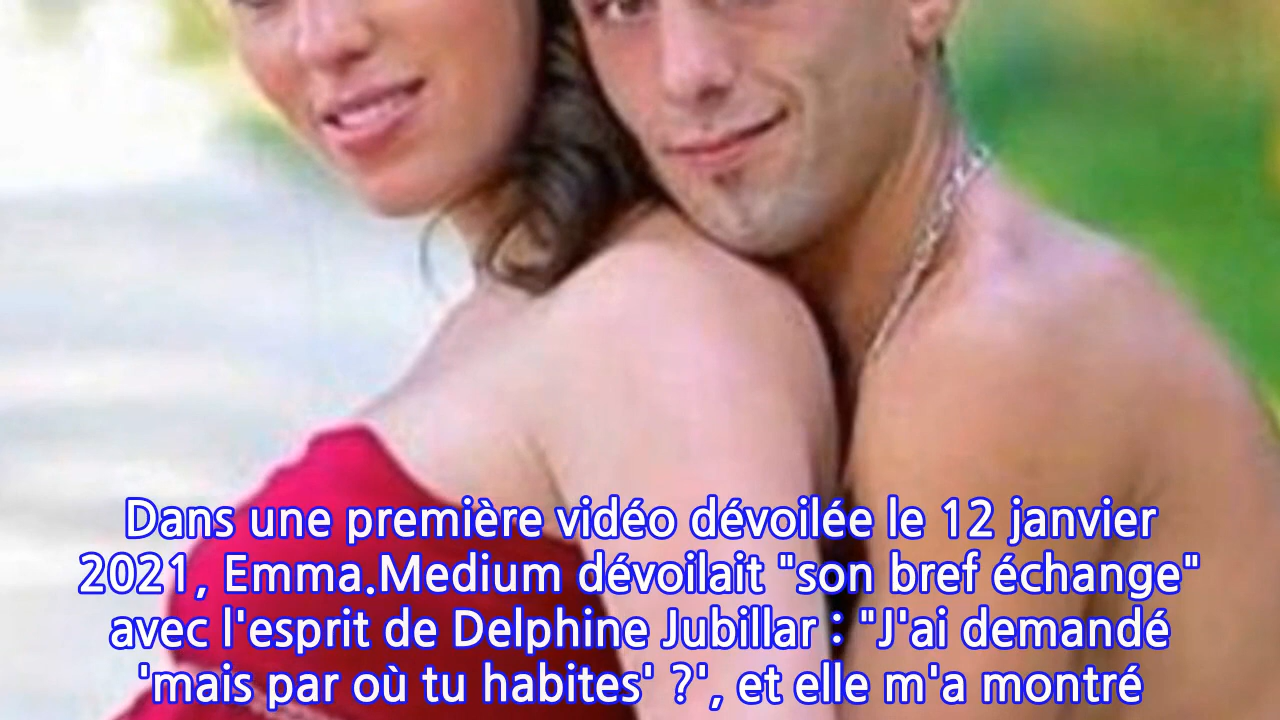 Dans une première vidéo dévoilée le 12 janvier
2021, Emma.Medium dévoilait "son bref échange"
avec l'esprit de Delphine Jubillar : "J'ai demandé
'mais par où tu habites' ?', et elle m'a montré